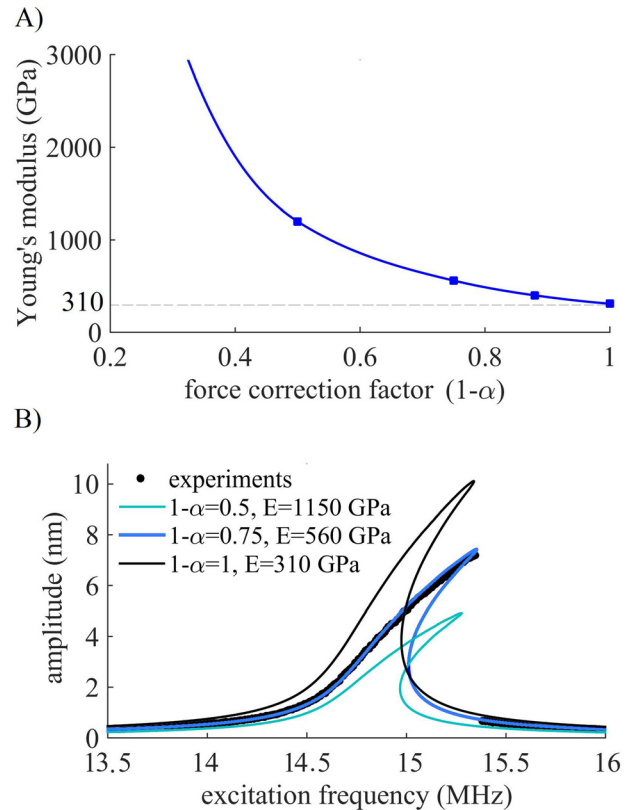 A)
3000
2000
1000
310
0
Young's modulus (GPa)
0.2 0.4 0.6 0.8 1
force correction factor (1-α)
B)
10
8
6
4
2
0
amplitude (nm)
experiments
1-α=0.5, E=1150 GPa
1-α=0.75, E=560 GPa
1-α=1, E=310 GPa
13.5 14 14.5 15 15.5 16
excitation frequency (MHz)